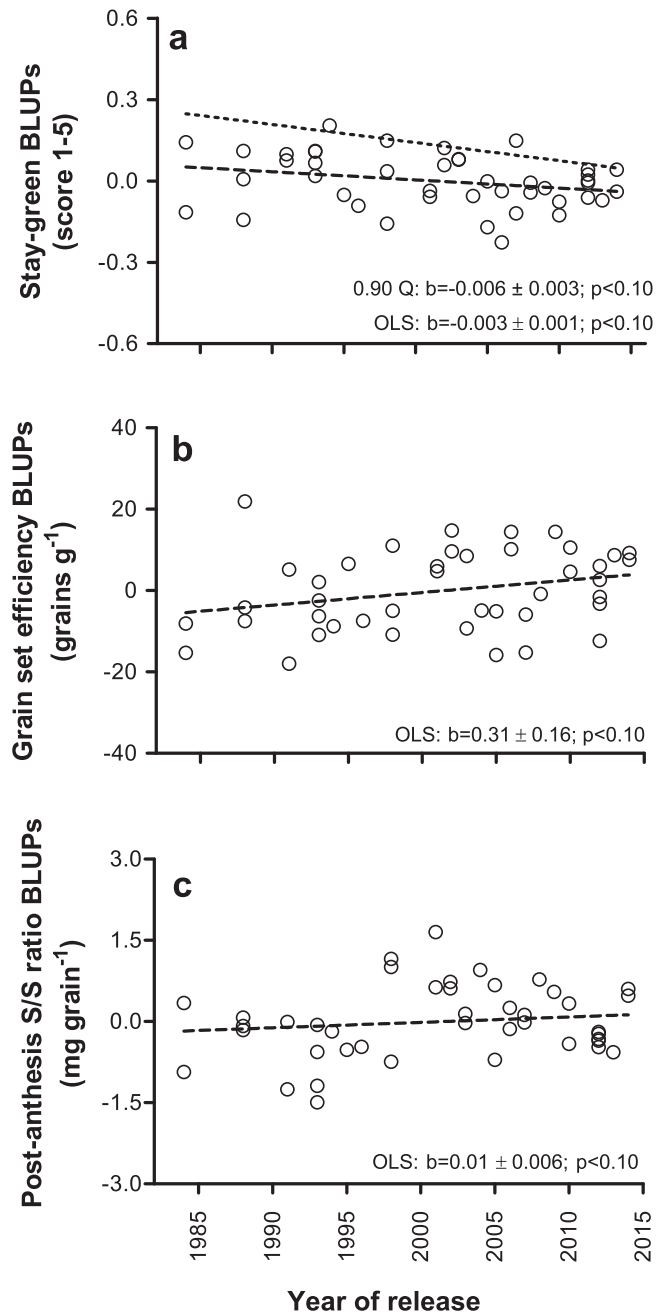 a
Stay-green BLUPs
(score 1-5)
0.6
0.3
0.0
-0.3
-0.6
0.90 Q: b=-0.006 ± 0.003; p<0.10
OLS: b=-0.003 ± 0.001; p<0.10
b
Grain set efficiency BLUPs
(grains g⁻¹)
40
20
0
-20
-40
OLS: b=0.31 ± 0.16; p<0.10
c
Post-anthesis S/S ratio BLUPs
(mg grain⁻¹)
3.0
1.5
0.0
-1.5
-3.0
OLS: b=0.01 ± 0.006; p<0.10
1985
1990
1995
2000
2005
2010
2015
Year of release